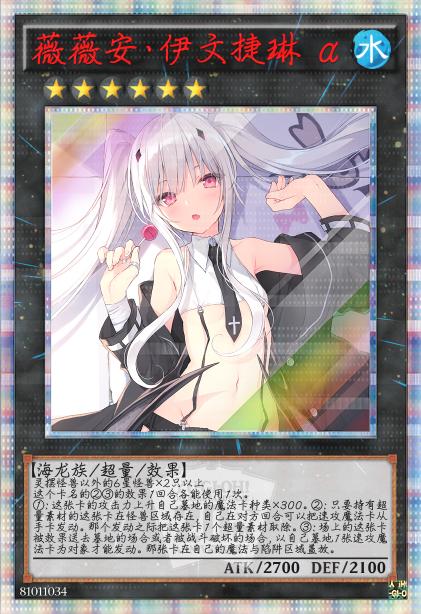 薇薇安·伊文捷琳 α
水
【海龙族/超量/效果】
灵摆怪兽以外的6星怪兽×2只以上
这个卡名的②③的效果1回合各能使用1次。
①:这张卡的攻击力上升自己墓地的魔法卡种类×300。②:只要持有超
量素材的这张卡在怪兽区域存在,自己在对方回合可以把速攻魔法卡从
手卡发动。那个发动之际把这张卡1个超量素材取除。③:场上的这张卡
被效果送去墓地的场合或者被战斗破坏的场合,以自己墓地1张速攻魔
法卡为对象才能发动。那张卡在自己的魔法与陷阱区域盖放。
ATK/2700 DEF/2100
81011034